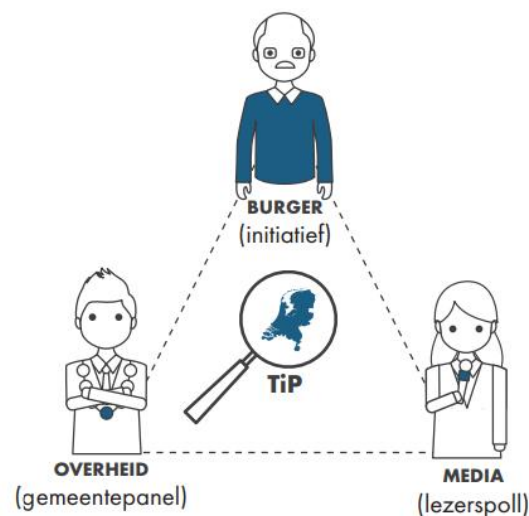 BURGER
(initiatief)
TiP
OVERHEID
(gemeentepanel)
MEDIA
(lezerspoll)